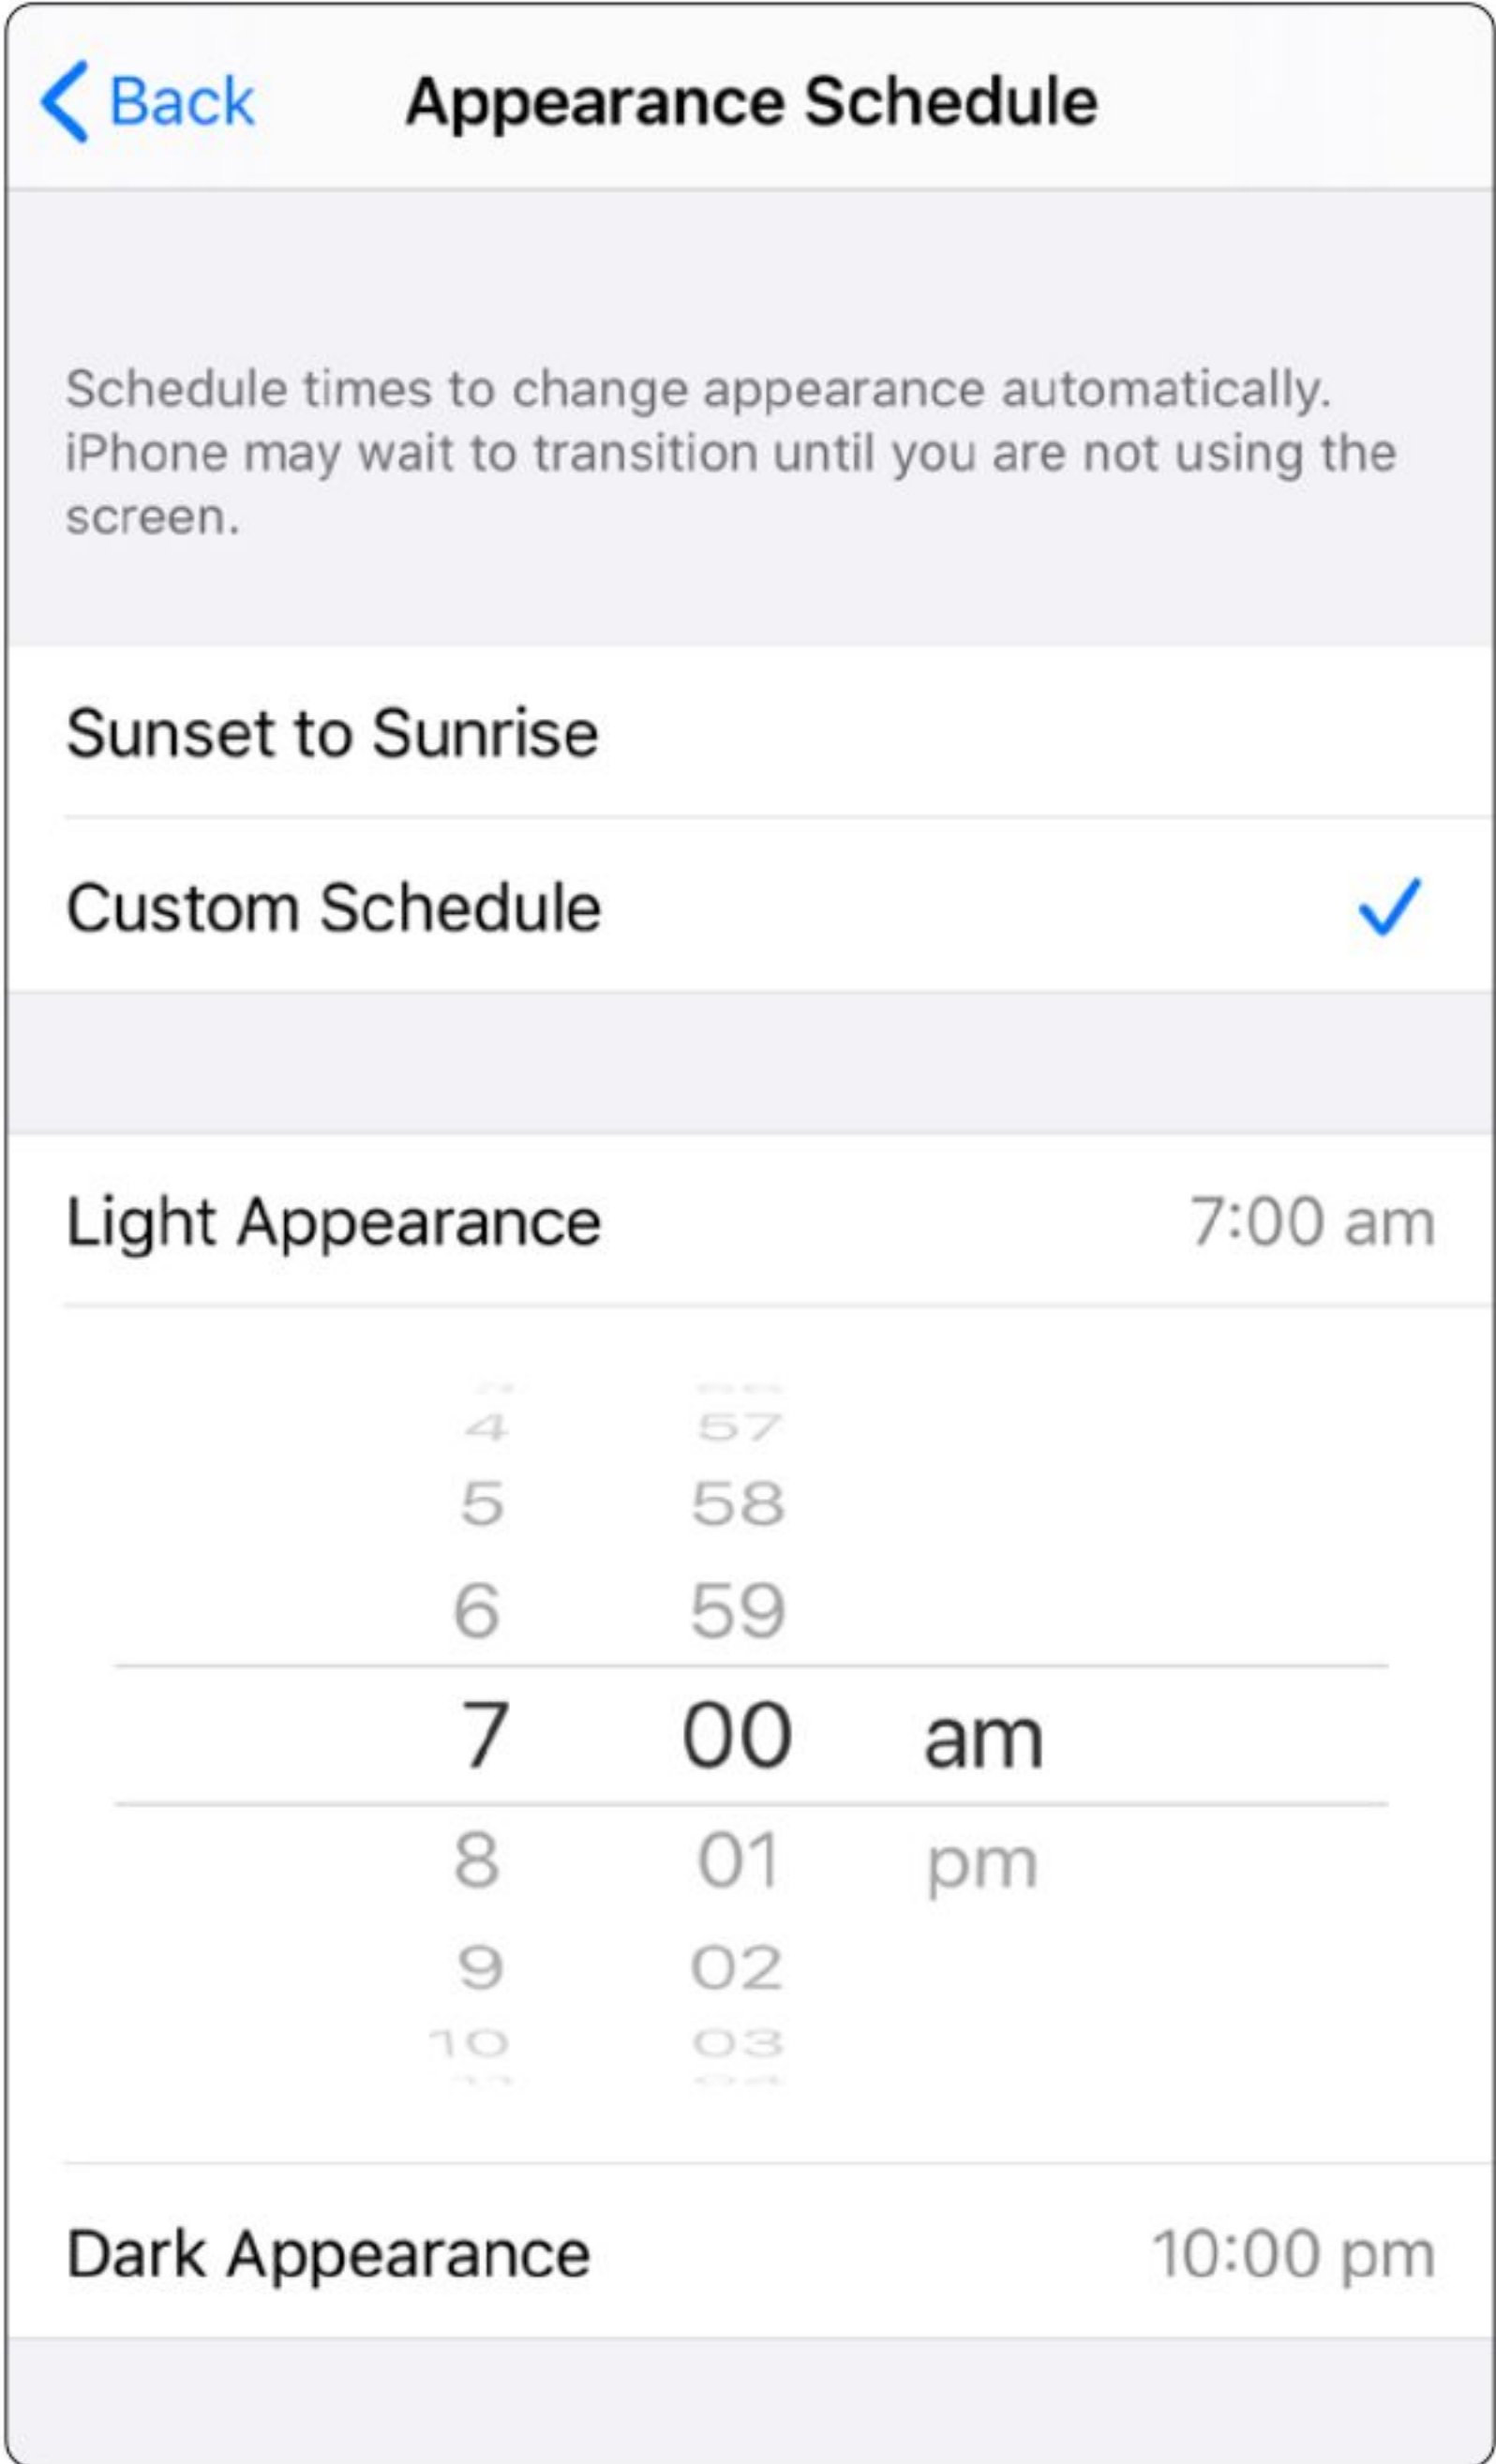 Back Appearance Schedule
Schedule times to change appearance automatically.
iPhone may wait to transition until you are not using the
screen.
Sunset to Sunrise
Custom Schedule
Light Appearance 7:00 am
4 57
5 58
6 59
7 00 am
8 01 pm
9 02
10 03
Dark Appearance 10:00 pm